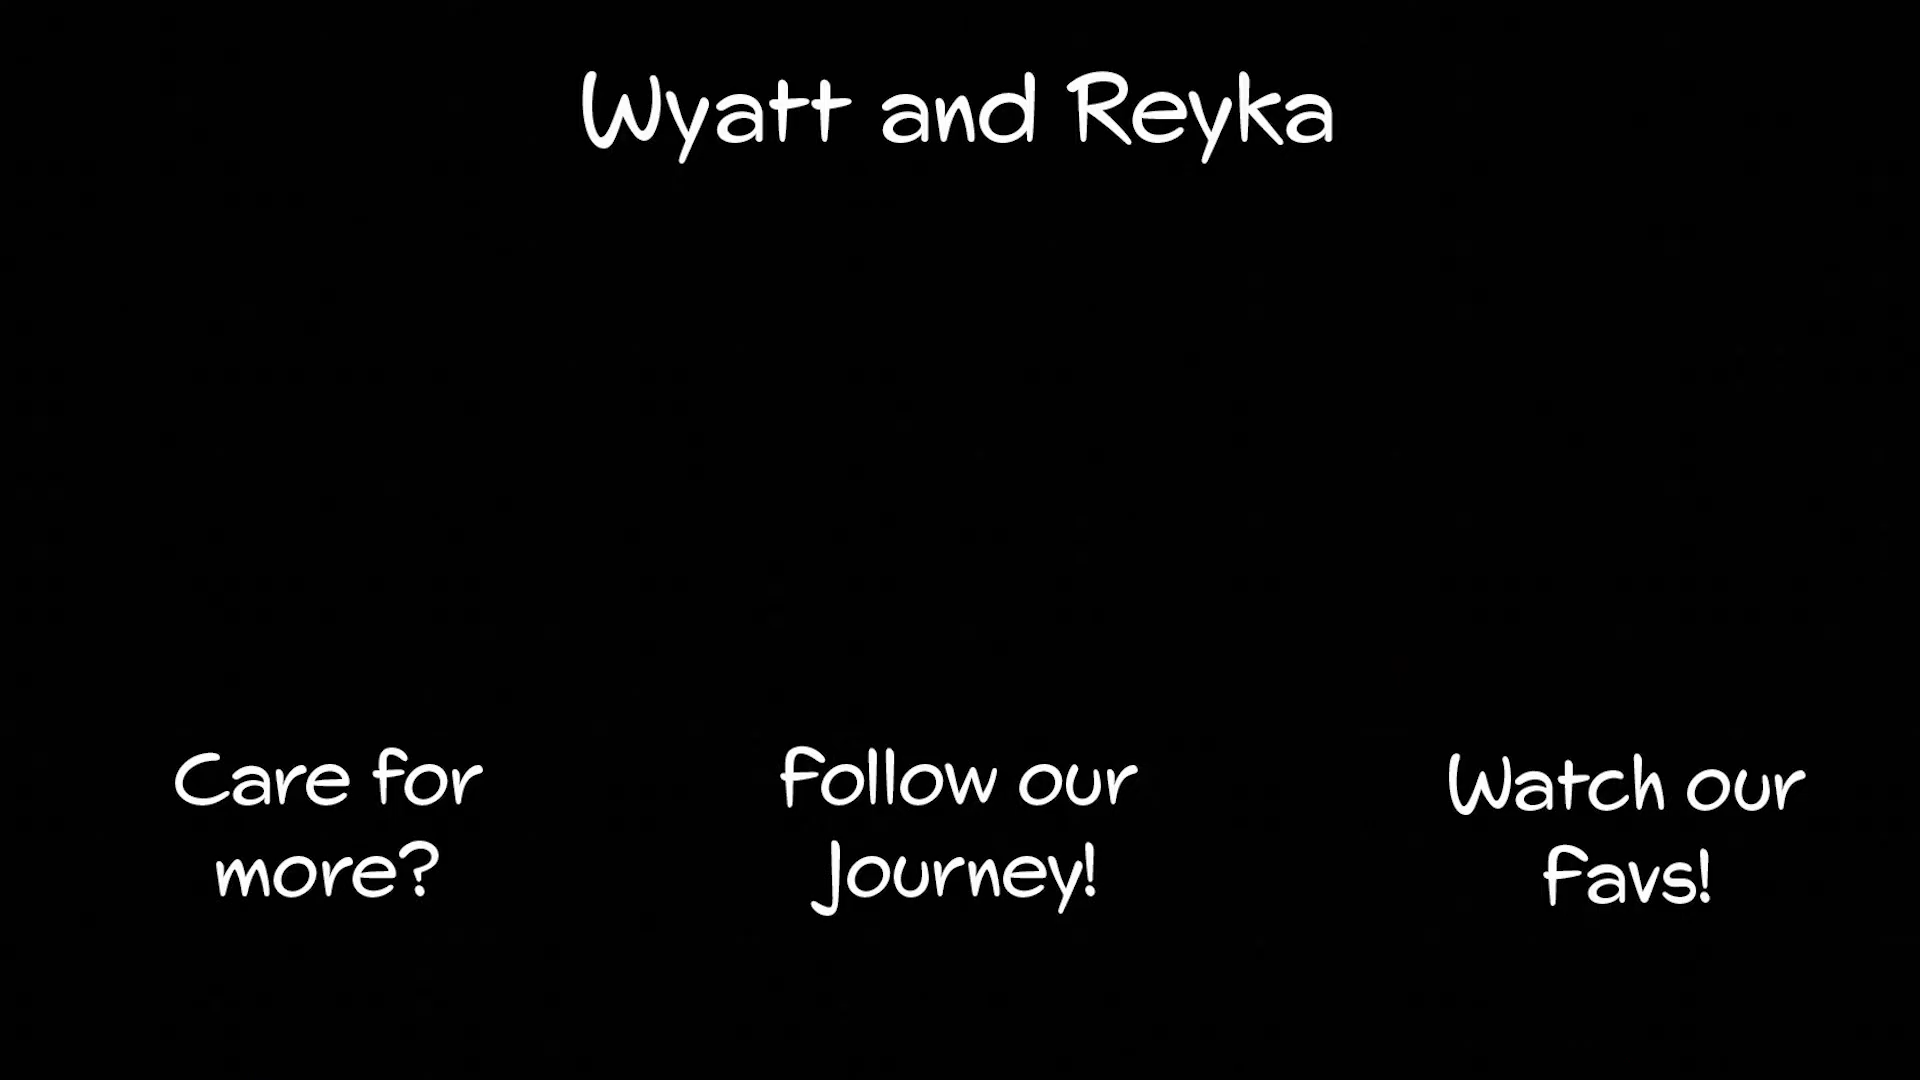 Wyatt and Reyka
Care for
more?
Follow our
Journey!
Watch our
Favs!